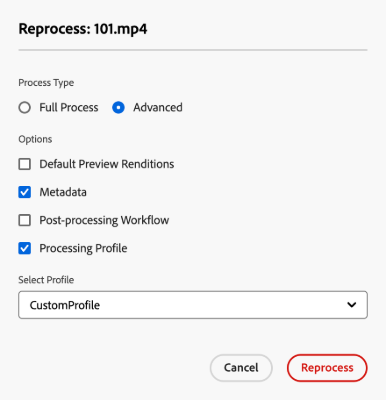 Reprocess: 101.mp4
Process Type
Full Process Advanced
Options
Default Preview Renditions
Metadata
Post-processing Workflow
Processing Profile
Select Profile
CustomProfile
Cancel Reprocess